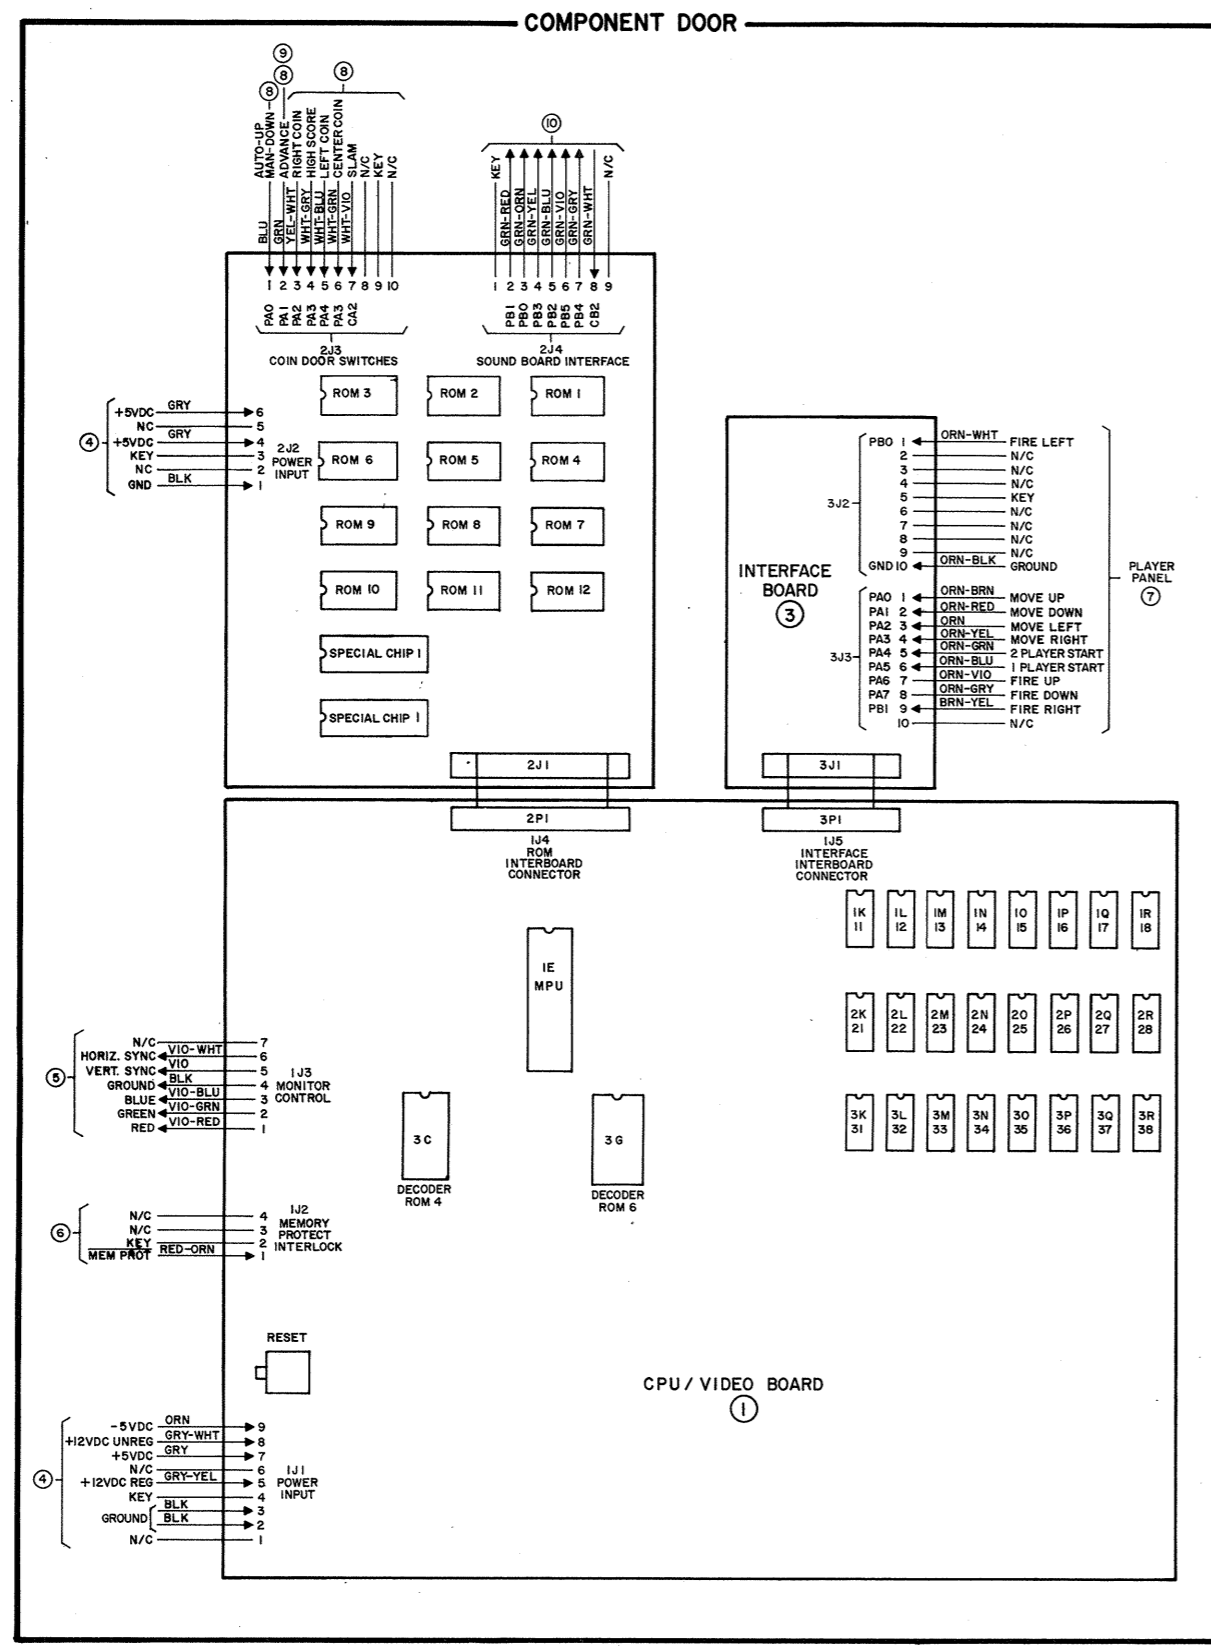 COMPONENT DOOR
9
8
8
8
AUTO-UP
MAN-DOWN
ADVANCE
RIGHT COIN
HIGH SCORE
LEFT COIN
CENTER COIN
SLAM
N/C
KEY
N/C
BLU
GRN
YEL-WHT
WHT-GRY
WHT-BLU
WHT-GRN
WHT-VIO
1 2 3 4 5 6 7 8 9 10
PA0
PA1
PA2
PA3
PA4
PA3
CA2
2J3
COIN DOOR SWITCHES
10
KEY
GRN-RED
GRN-ORN
GRN-YEL
GRN-BLU
GRN-VIO
GRN-GRY
GRN-WHT
N/C
1 2 3 4 5 6 7 8 9
PB1
PB0
PB3
PB2
PB5
PB4
CB2
2J4
SOUND BOARD INTERFACE
ROM 3 ROM 2 ROM 1
ROM 6 ROM 5 ROM 4
ROM 9 ROM 8 ROM 7
ROM 10 ROM 11 ROM 12
SPECIAL CHIP 1
SPECIAL CHIP 1
4
+5VDC GRY 6
NC 5
+5VDC GRY 4
KEY 3
NC 2
GND BLK 1
2J2
POWER
INPUT
2J1
INTERFACE
BOARD
3
3J2
PB0 1 ORN-WHT FIRE LEFT
2 N/C
3 N/C
4 N/C
5 KEY
6 N/C
7 N/C
8 N/C
9 N/C
GND 10 ORN-BLK GROUND
3J3
PA0 1 ORN-BRN MOVE UP
PA1 2 ORN-RED MOVE DOWN
PA2 3 ORN MOVE LEFT
PA3 4 ORN-YEL MOVE RIGHT
PA4 5 ORN-GRN 2 PLAYER START
PA5 6 ORN-BLU 1 PLAYER START
PA6 7 ORN-VIO FIRE UP
PA7 8 ORN-GRY FIRE DOWN
PB1 9 BRN-YEL FIRE RIGHT
10 N/C
PLAYER
PANEL
7
3J1
2P1
1J4
ROM
INTERBOARD
CONNECTOR
3P1
1J5
INTERFACE
INTERBOARD
CONNECTOR
1K 1L 1M 1N 1O 1P 1Q 1R
11 12 13 14 15 16 17 18
2K 2L 2M 2N 2O 2P 2Q 2R
21 22 23 24 25 26 27 28
3K 3L 3M 3N 3O 3P 3Q 3R
31 32 33 34 35 36 37 38
1E
MPU
3C
DECODER
ROM 4
3G
DECODER
ROM 6
5
N/C 7
HORIZ. SYNC VIO-WHT 6
VERT. SYNC VIO 5
GROUND BLK 4
BLUE VIO-BLU 3
GREEN VIO-GRN 2
RED VIO-RED 1
1J3
MONITOR
CONTROL
6
N/C 4
N/C 3
KEY 2
MEM PROT RED-ORN 1
1J2
MEMORY
PROTECT
INTERLOCK
RESET
CPU/VIDEO BOARD
1
4
-5VDC ORN 9
+12VDC UNREG GRY-WHT 8
+5VDC GRY 7
N/C 6
+12VDC REG GRY-YEL 5
KEY 4
GROUND BLK 3
BLK 2
N/C 1
1J1
POWER
INPUT